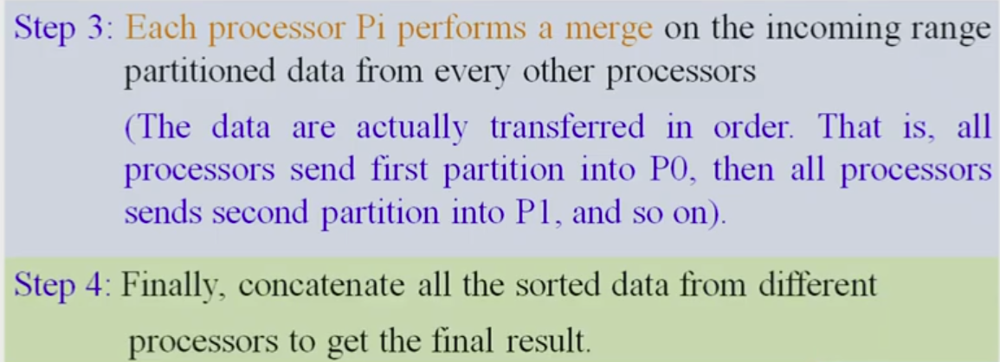 Step 3: Each processor Pi performs a merge on the incoming range
partitioned data from every other processors
(The data are actually transferred in order. That is, all
processors send first partition into P0, then all processors
sends second partition into P1, and so on).
Step 4: Finally, concatenate all the sorted data from different
processors to get the final result.